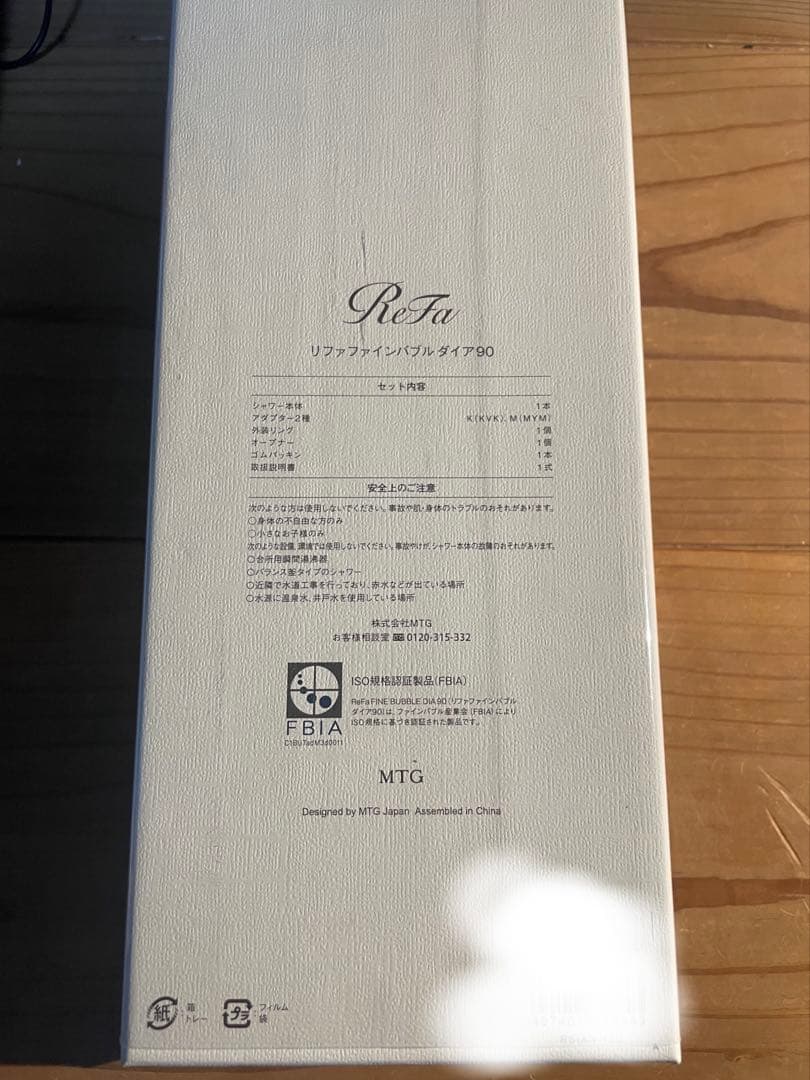 ReFa
リファファインバブル ダイア90
セット内容
シャワー本体 1本
アダプター2種 K(KVK)、M(MYM)
外装リング 1個
オープナー 1個
ゴムパッキン 1本
取扱説明書 1式
安全上のご注意
次のような方は使用しないでください。事故や肌・身体のトラブルのおそれがあります。
○身体の不自由な方のみ
○小さなお子様のみ
次のような設備、環境では使用しないでください。事故やけが、シャワー本体の故障のおそれがあります。
○台所用瞬間湯沸器
○バランス釜タイプのシャワー
○近隣で水道工事を行っており、赤水などが出ている場所
○水源に温泉水、井戸水を使用している場所
株式会社MTG
お客様相談室 0120-315-332
ISO規格認証製品(FBIA)
ReFa FINE BUBBLE DIA 90(リファファインバブル
ダイア90)は、ファインバブル産業会(FBIA)により
ISO規格に基づき認証された製品です。
FBIA
MTG
Designed by MTG Japan Assembled in China
紙 箱
トレー
プラ フィルム
袋